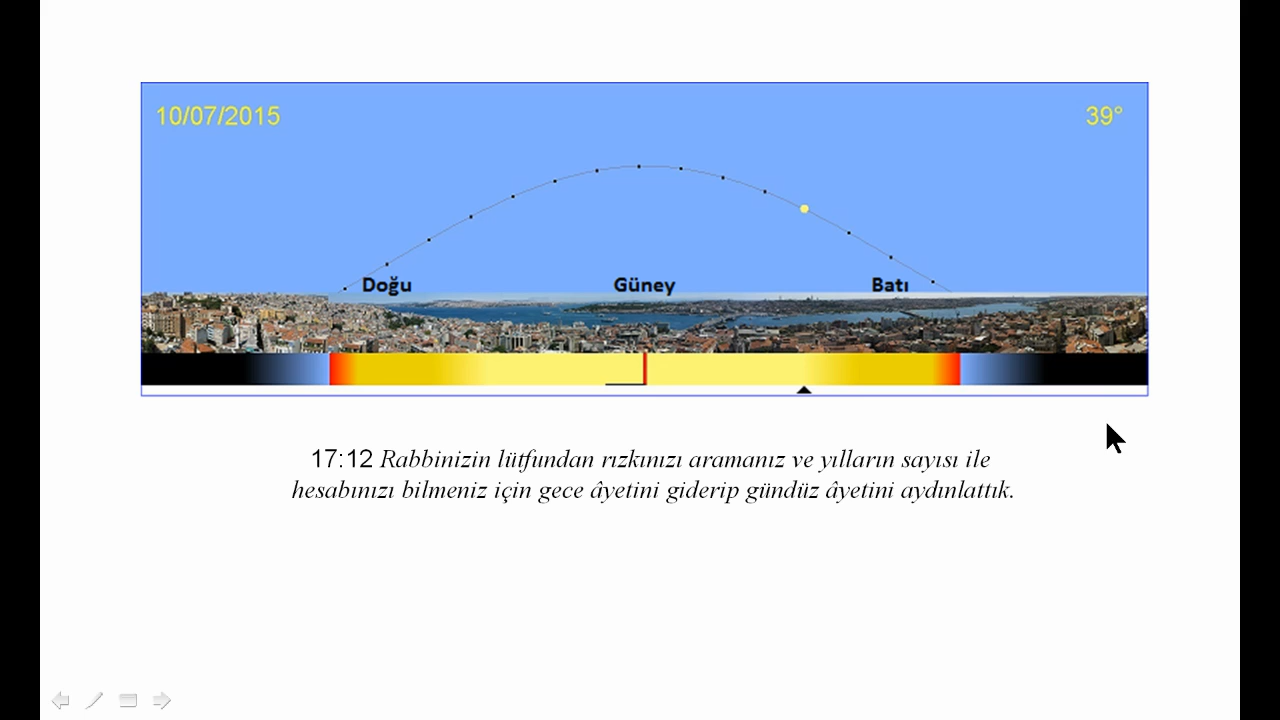 10/07/2015
39°
Doğu
Güney
Batı
17:12 Rabbinizin lütfundan rızkınızı aramanız ve yılların sayısı ile
hesabınızı bilmeniz için gece âyetini giderip gündüz âyetini aydınlattık.